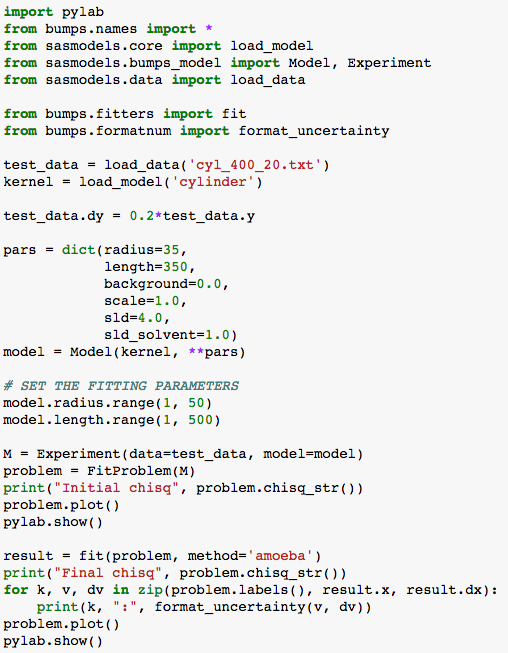 import pylab
from bumps.names import *
from sasmodels.core import load_model
from sasmodels.bumps_model import Model, Experiment
from sasmodels.data import load_data

from bumps.fitters import fit
from bumps.formatnum import format_uncertainty

test_data = load_data('cyl_400_20.txt')
kernel = load_model('cylinder')

test_data.dy = 0.2*test_data.y

pars = dict(radius=35,
            length=350,
            background=0.0,
            scale=1.0,
            sld=4.0,
            sld_solvent=1.0)
model = Model(kernel, **pars)

# SET THE FITTING PARAMETERS
model.radius.range(1, 50)
model.length.range(1, 500)

M = Experiment(data=test_data, model=model)
problem = FitProblem(M)
print("Initial chisq", problem.chisq_str())
problem.plot()
pylab.show()

result = fit(problem, method='amoeba')
print("Final chisq", problem.chisq_str())
for k, v, dv in zip(problem.labels(), result.x, result.dx):
    print(k, ":", format_uncertainty(v, dv))
problem.plot()
pylab.show()